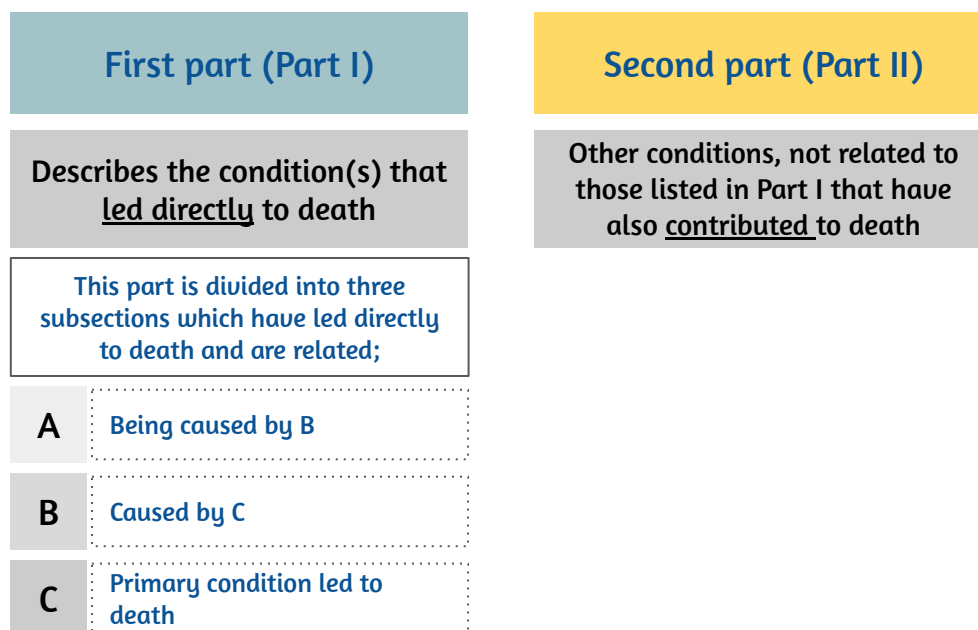 First part (Part I)
Describes the condition(s) that
led directly to death
This part is divided into three
subsections which have led directly
to death and are related;
A
Being caused by B
B
Caused by C
C
Primary condition led to
death
Second part (Part II)
Other conditions, not related to
those listed in Part I that have
also contributed to death